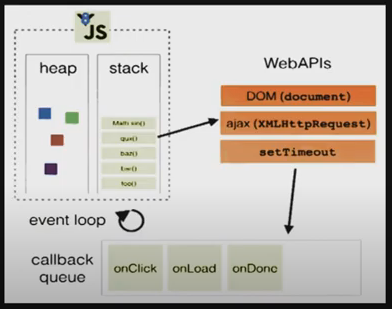 JS
heap
stack
WebAPIs
Math.sin()
qux()
baz()
bar()
foo()
DOM (document)
ajax (XMLHttpRequest)
setTimeout
event loop
callback
queue
onClick
onLoad
onDone